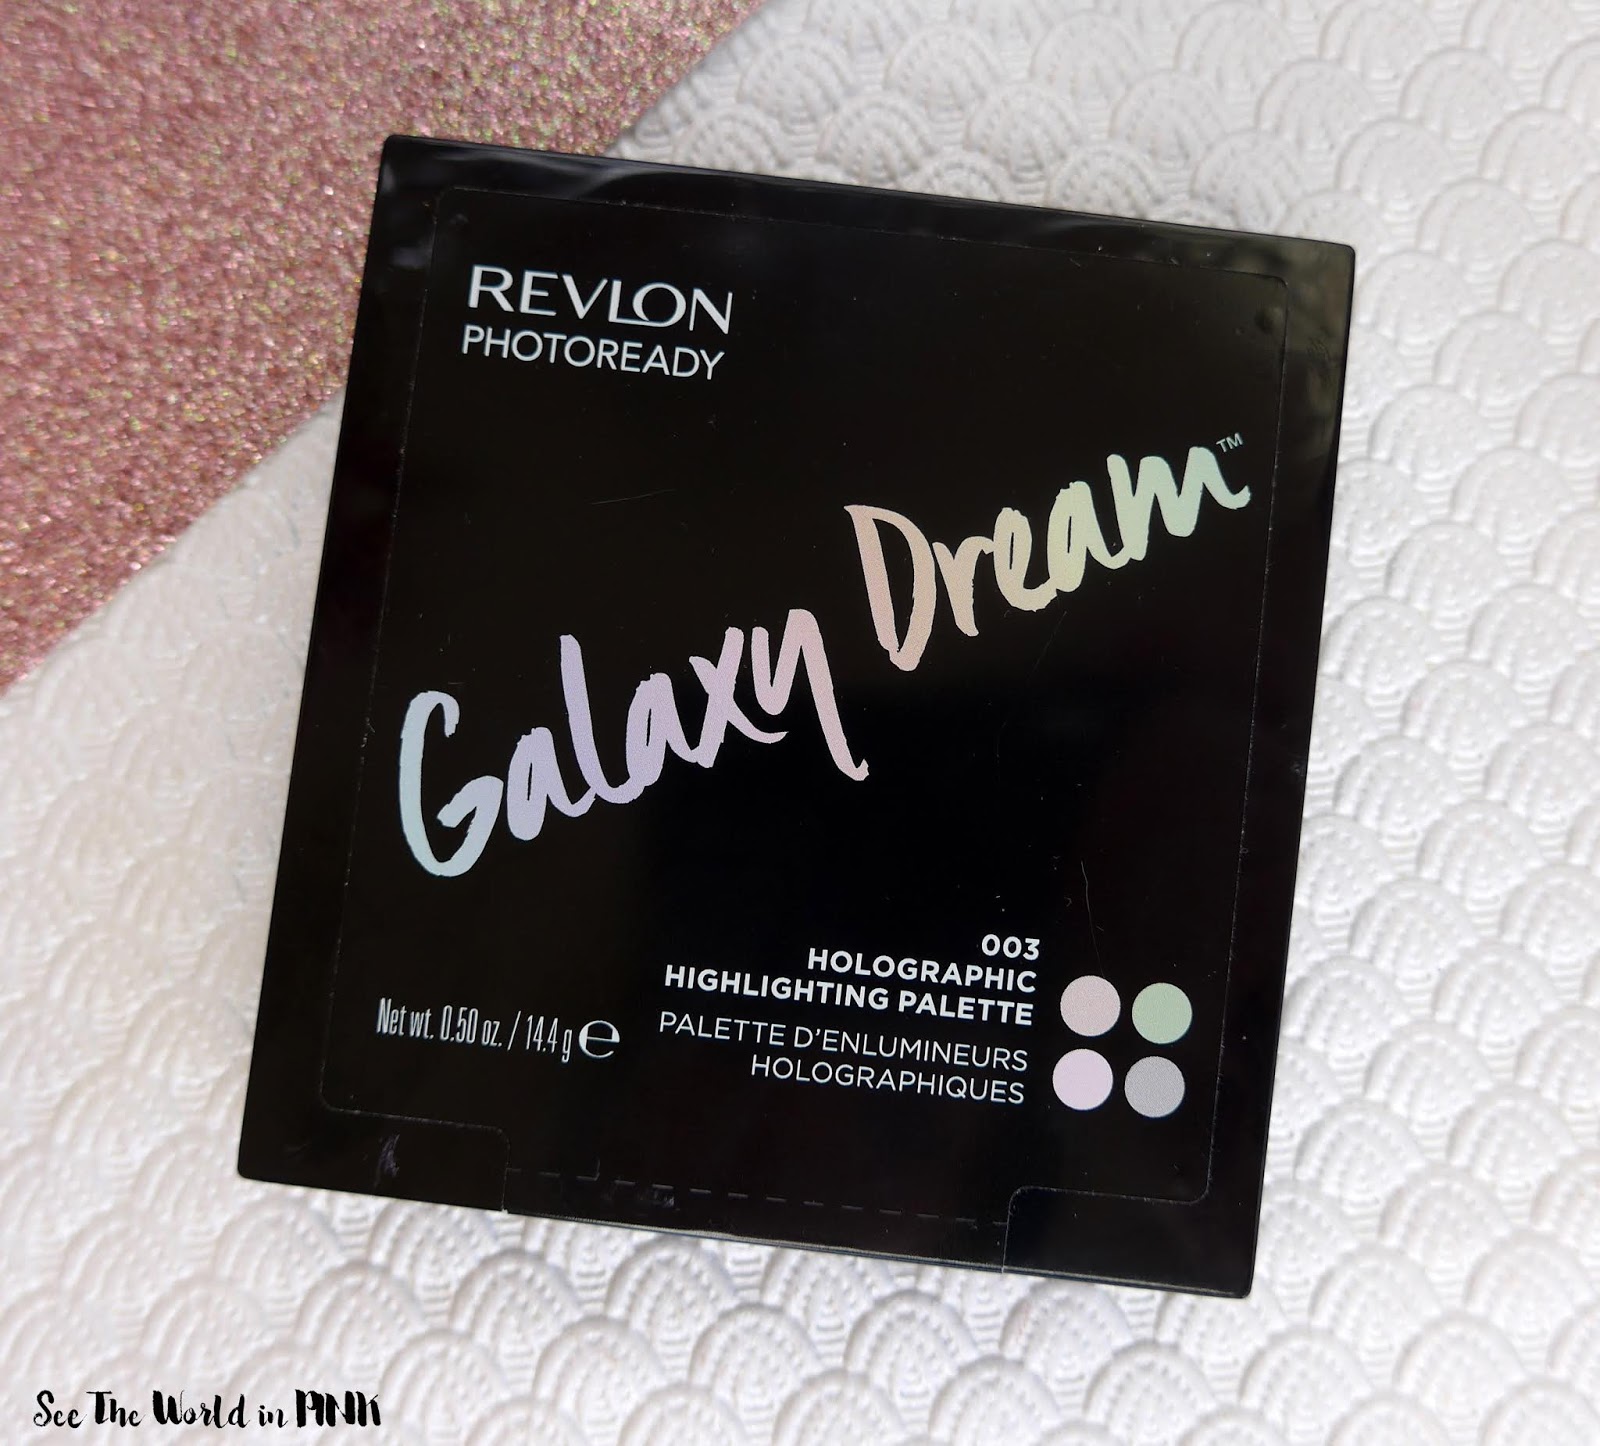 REVLON
PHOTOREADY
Galaxy Dream™
003
HOLOGRAPHIC
HIGHLIGHTING PALETTE
PALETTE D'ENLUMINEURS
HOLOGRAPHIQUES
Net wt. 0.50 oz. / 14.4 g ℮
See The World in PINK